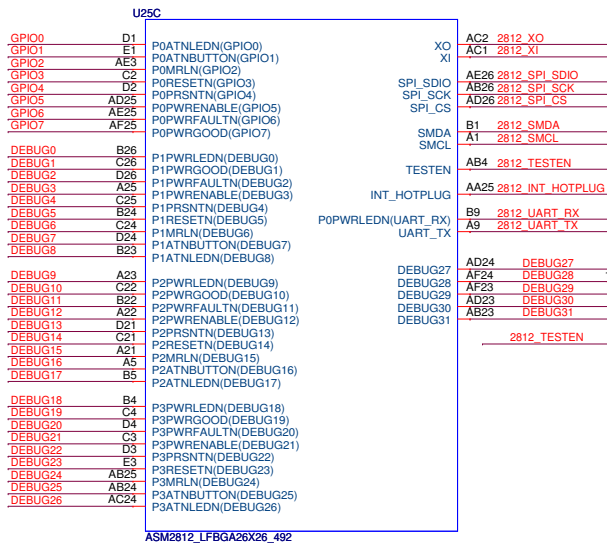 U25C
GPIO0 D1 P0ATNLEDN(GPIO0)
GPIO1 E1 P0ATNBUTTON(GPIO1)
GPIO2 AE3 P0MRLN(GPIO2)
GPIO3 C2 P0RESETN(GPIO3)
GPIO4 D2 P0PRSNTN(GPIO4)
GPIO5 AD25 P0PWRENABLE(GPIO5)
GPIO6 AE25 P0PWRFAULTN(GPIO6)
GPIO7 AF25 P0PWRGOOD(GPIO7)
DEBUG0 B26 P1PWRLEDN(DEBUG0)
DEBUG1 C26 P1PWRGOOD(DEBUG1)
DEBUG2 D26 P1PWRFAULTN(DEBUG2)
DEBUG3 A25 P1PWRENABLE(DEBUG3)
DEBUG4 C25 P1PRSNTN(DEBUG4)
DEBUG5 B24 P1RESETN(DEBUG5)
DEBUG6 C24 P1MRLN(DEBUG6)
DEBUG7 D24 P1ATNBUTTON(DEBUG7)
DEBUG8 B23 P1ATNLEDN(DEBUG8)
DEBUG9 A23 P2PWRLEDN(DEBUG9)
DEBUG10 C22 P2PWRGOOD(DEBUG10)
DEBUG11 B22 P2PWRFAULTN(DEBUG11)
DEBUG12 A22 P2PWRENABLE(DEBUG12)
DEBUG13 D21 P2PRSNTN(DEBUG13)
DEBUG14 C21 P2RESETN(DEBUG14)
DEBUG15 A21 P2MRLN(DEBUG15)
DEBUG16 A5 P2ATNBUTTON(DEBUG16)
DEBUG17 B5 P2ATNLEDN(DEBUG17)
DEBUG18 B4 P3PWRLEDN(DEBUG18)
DEBUG19 C4 P3PWRGOOD(DEBUG19)
DEBUG20 D4 P3PWRFAULTN(DEBUG20)
DEBUG21 C3 P3PWRENABLE(DEBUG21)
DEBUG22 D3 P3PRSNTN(DEBUG22)
DEBUG23 E3 P3RESETN(DEBUG23)
DEBUG24 AB25 P3MRLN(DEBUG24)
DEBUG25 AB24 P3ATNBUTTON(DEBUG25)
DEBUG26 AC24 P3ATNLEDN(DEBUG26)
XO AC2 2812_XO
XI AC1 2812_XI
SPI_SDIO AE26 2812_SPI_SDIO
SPI_SCK AB26 2812_SPI_SCK
SPI_CS AD26 2812_SPI_CS
SMDA B1 2812_SMDA
SMCL A1 2812_SMCL
TESTEN AB4 2812_TESTEN
INT_HOTPLUG AA25 2812_INT_HOTPLUG
P0PWRLEDN(UART_RX) B9 2812_UART_RX
UART_TX A9 2812_UART_TX
DEBUG27 AD24 DEBUG27
DEBUG28 AF24 DEBUG28
DEBUG29 AF23 DEBUG29
DEBUG30 AD23 DEBUG30
DEBUG31 AB23 DEBUG31
2812_TESTEN
ASM2812_LFBGA26X26_492